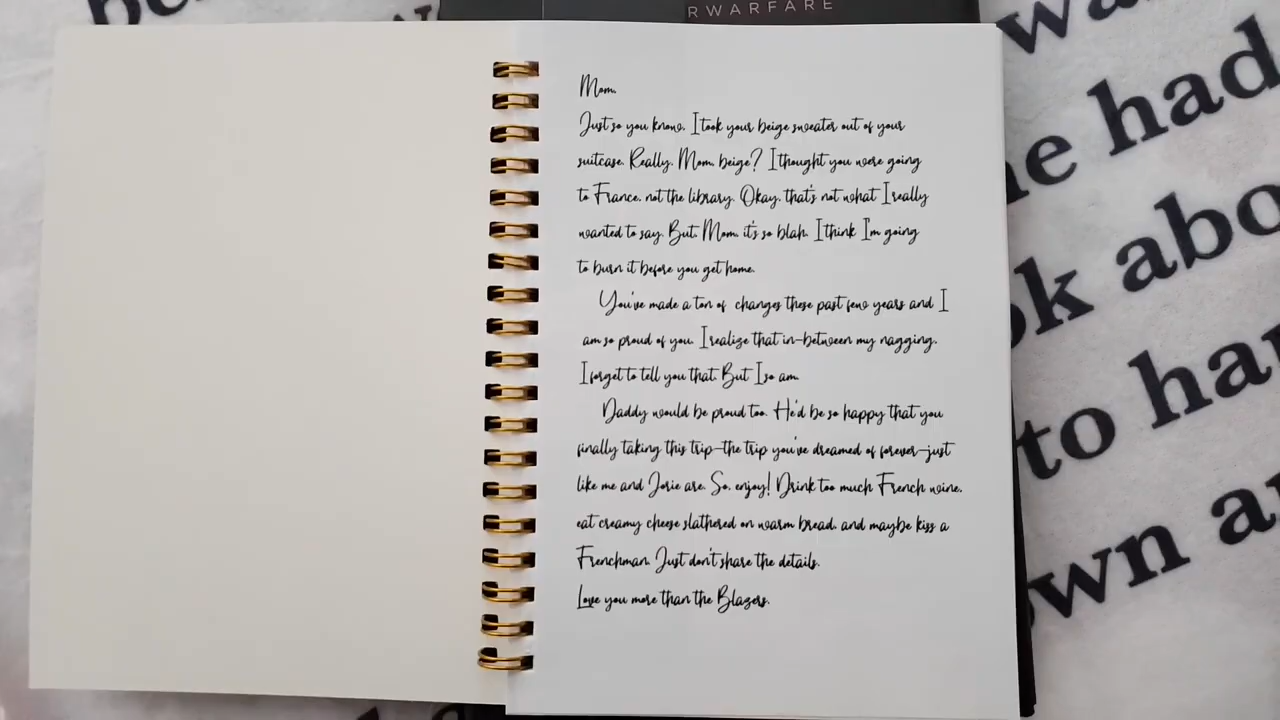 RWARFARE
Mom,
Just so you know, I took your beige sweater out of your
suitcase. Really, Mom, beige? I thought you were going
to France, not the library. Okay, that's not what I really
wanted to say. But, Mom, it's so blah. I think I'm going
to burn it before you get home.
You've made a ton of changes these past few years and I
am so proud of you. I realize that in-between my nagging,
I forget to tell you that. But I so am.
Daddy would be proud too. He'd be so happy that you
finally taking this trip—the trip you've dreamed of forever—just
like me and Jorie are. So, enjoy! Drink too much French wine,
eat creamy cheese slathered on warm bread, and maybe kiss a
Frenchman. Just don't share the details.
Love you more than the Blazers.
had
ok abo
to ha
own a